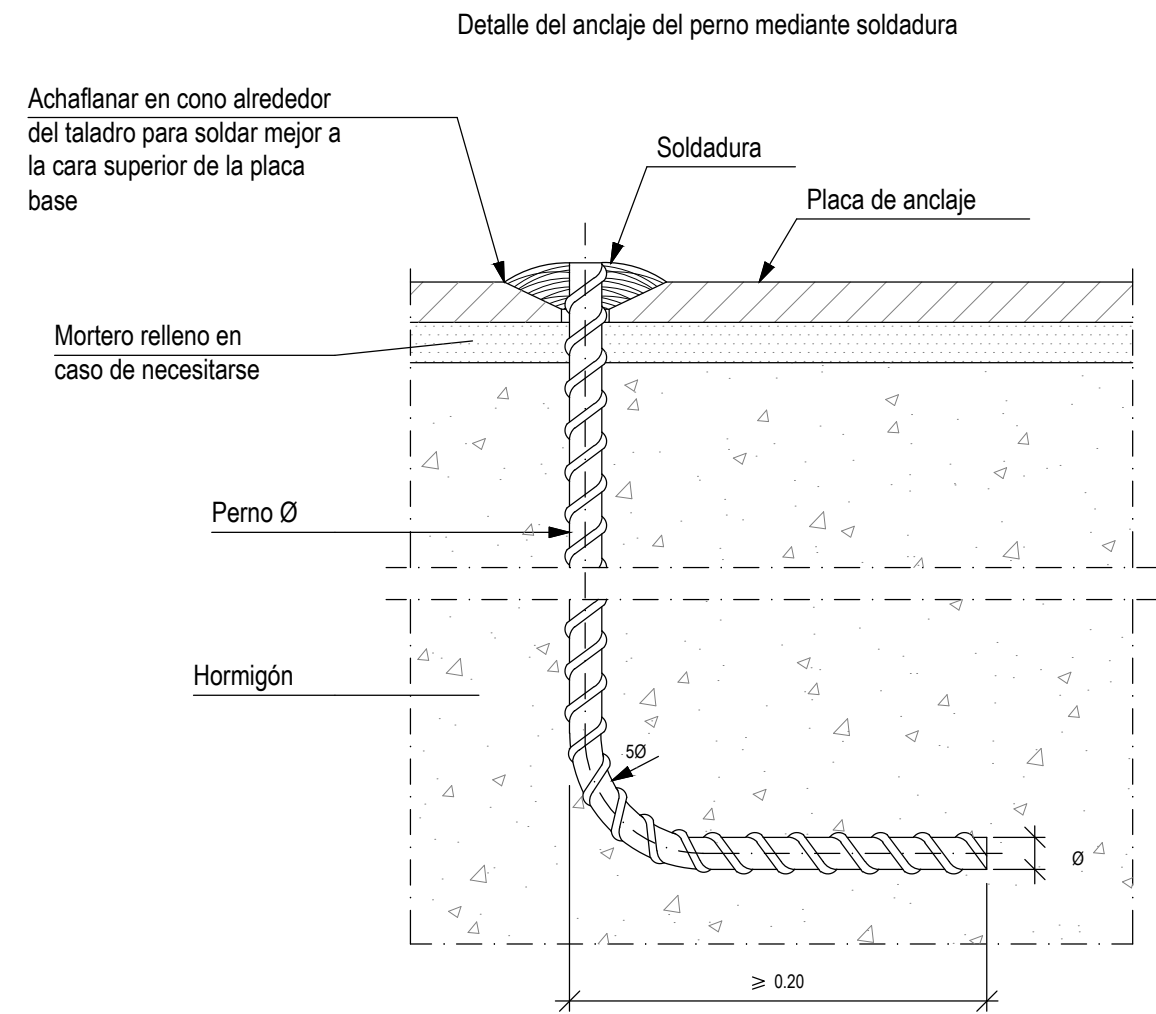 Detalle del anclaje del perno mediante soldadura
Achaflanar en cono alrededor
del taladro para soldar mejor a
la cara superior de la placa
base
Soldadura
Placa de anclaje
Mortero relleno en
caso de necesitarse
Perno Ø
Hormigón
5Ø
Ø
⩾ 0.20